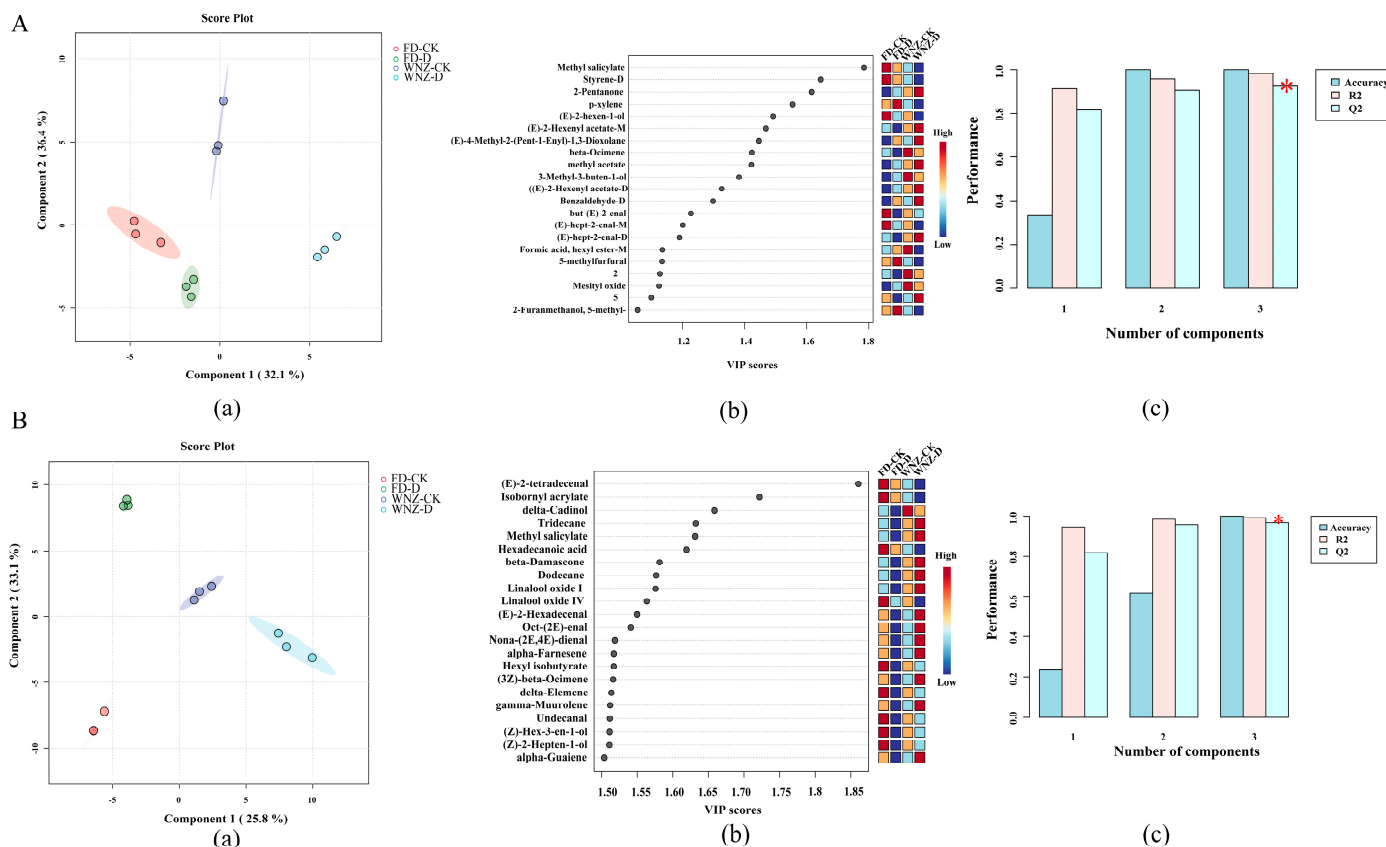 A
Score Plot
FD-CK
FD-D
WNZ-CK
WNZ-D
Component 2 ( 35.4 %)
10
5
0
-5
-5
0
5
Component 1 ( 32.1 %)
(a)
FD-CK
FD-D
WNZ-CK
WNZ-D
Methyl salicylate
Styrene-D
2-Pentanone
p-xylene
(E)-2-hexen-1-ol
(E)-2-Hexenyl acetate-M
(E)-4-Methyl-2-(Pent-1-Enyl)-1,3-Dioxolane
beta-Ocimene
methyl acetate
3-Methyl-3-buten-1-ol
((E)-2-Hexenyl acetate-D
Benzaldehyde-D
but (E) 2 enal
(E)-hept-2-enal-M
(E)-hept-2-enal-D
Formic acid, hexyl ester-M
5-methylfurfural
2
Mesityl oxide
5
2-Furanmethanol, 5-methyl-
1.2
1.4
1.6
1.8
VIP scores
High
Low
(b)
Performance
1.0
0.8
0.6
0.4
0.2
0.0
1
2
3
Number of components
Accuracy
R2
Q2
*
(c)
B
Score Plot
FD-CK
FD-D
WNZ-CK
WNZ-D
Component 2 ( 33.1 %)
10
5
0
-5
-10
-5
0
5
10
Component 1 ( 25.8 %)
(a)
FD-CK
FD-D
WNZ-CK
WNZ-D
(E)-2-tetradecenal
Isobornyl acrylate
delta-Cadinol
Tridecane
Methyl salicylate
Hexadecanoic acid
beta-Damascone
Dodecane
Linalool oxide I
Linalool oxide IV
(E)-2-Hexadecenal
Oct-(2E)-enal
Nona-(2E,4E)-dienal
alpha-Farnesene
Hexyl isobutyrate
(3Z)-beta-Ocimene
delta-Elemene
gamma-Muurolene
Undecanal
(Z)-Hex-3-en-1-ol
(Z)-2-Hepten-1-ol
alpha-Guaiene
1.50
1.55
1.60
1.65
1.70
1.75
1.80
1.85
VIP scores
High
Low
(b)
Performance
1.0
0.8
0.6
0.4
0.2
0.0
1
2
3
Number of components
Accuracy
R2
Q2
*
(c)